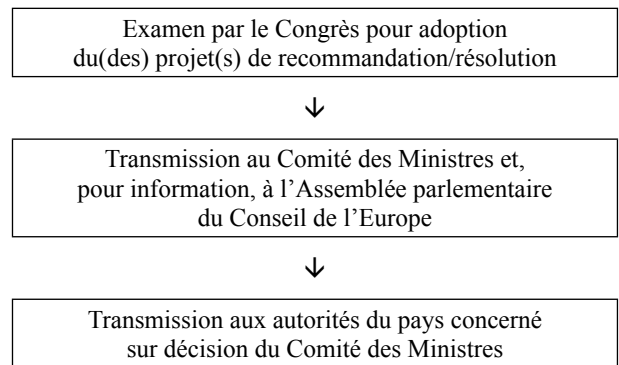 Examen par le Congrès pour adoption
du(des) projet(s) de recommandation/résolution
↓
Transmission au Comité des Ministres et,
pour information, à l’Assemblée parlementaire
du Conseil de l’Europe
↓
Transmission aux autorités du pays concerné
sur décision du Comité des Ministres